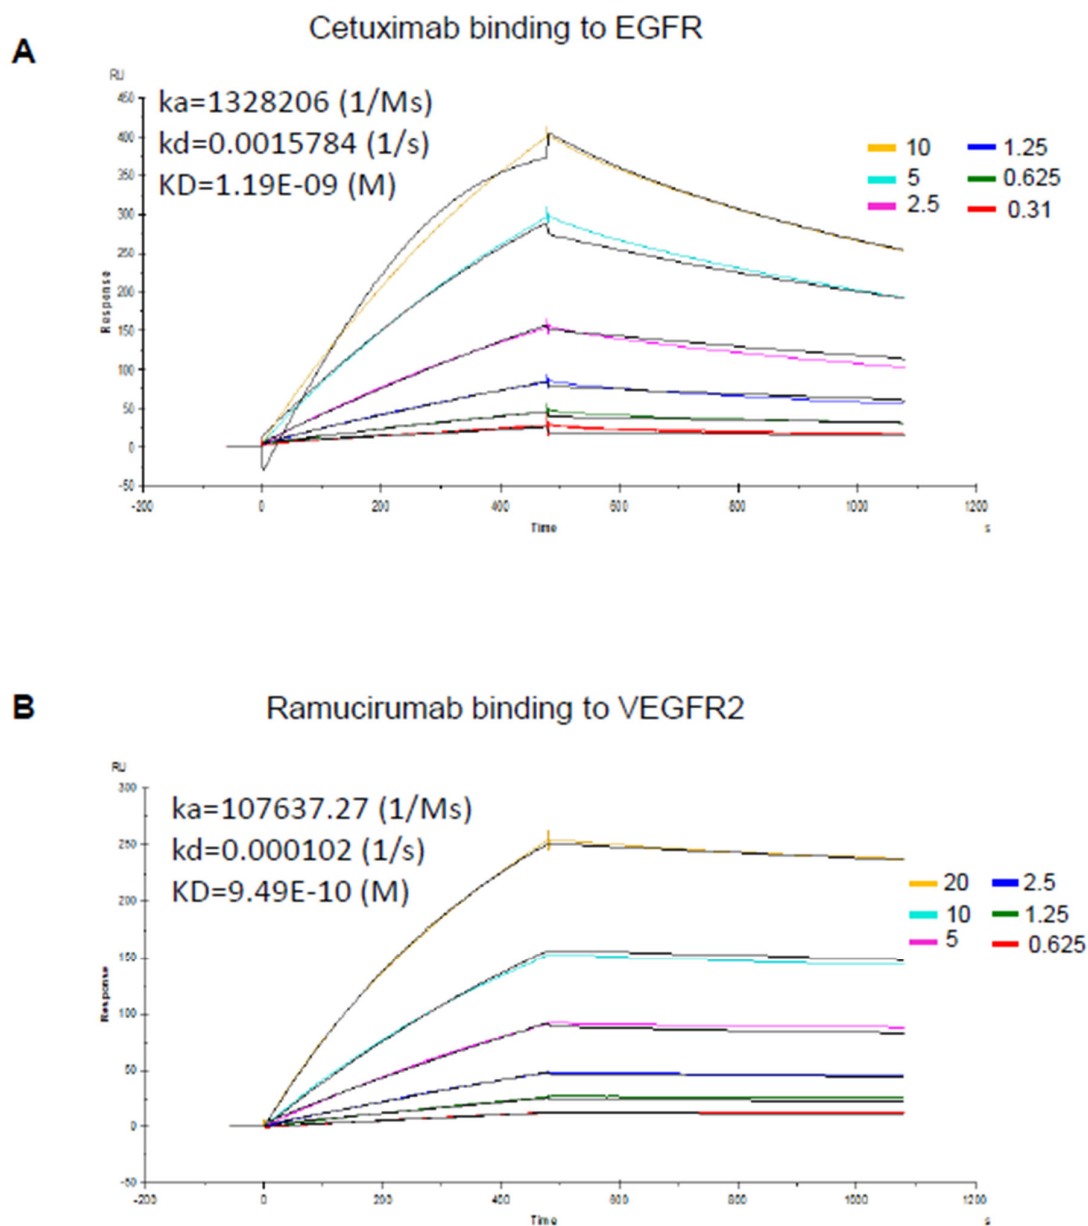 Cetuximab binding to EGFR
A
RU
ka=1328206 (1/Ms)
kd=0.0015784 (1/s)
KD=1.19E-09 (M)
450
400
350
300
250
200
150
100
50
0
-50
Response
-200 0 200 400 600 800 1000 1200
Time
s
10 1.25
5 0.625
2.5 0.31
B
Ramucirumab binding to VEGFR2
RU
ka=107637.27 (1/Ms)
kd=0.000102 (1/s)
KD=9.49E-10 (M)
300
250
200
150
100
50
0
-50
Response
-200 0 200 400 600 800 1000 1200
Time
s
20 2.5
10 1.25
5 0.625